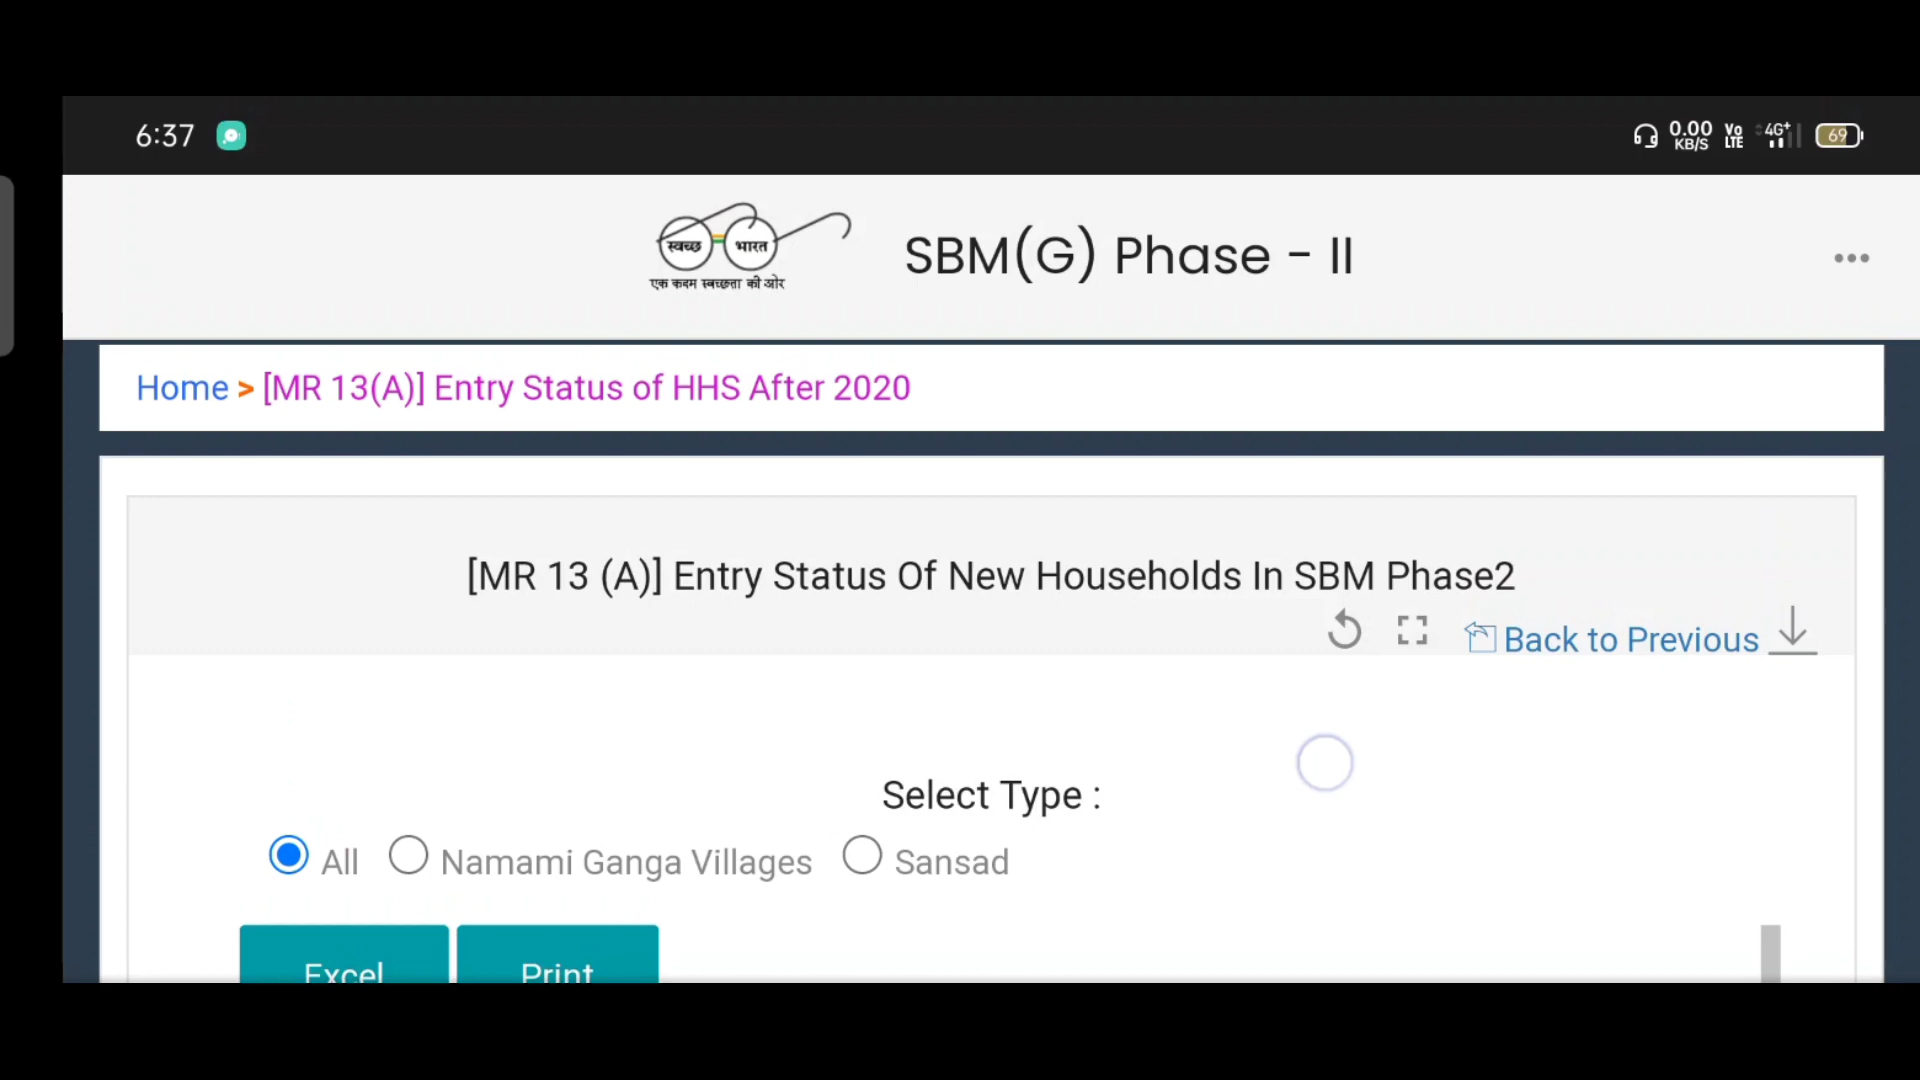 6:37
0.00 KB/S Vo LTE 4G+ 69
स्वच्छ भारत
एक कदम स्वच्छता की ओर
SBM(G) Phase - II
Home > [MR 13(A)] Entry Status of HHS After 2020
[MR 13 (A)] Entry Status Of New Households In SBM Phase2
Back to Previous
Select Type :
All Namami Ganga Villages Sansad
Excel Print